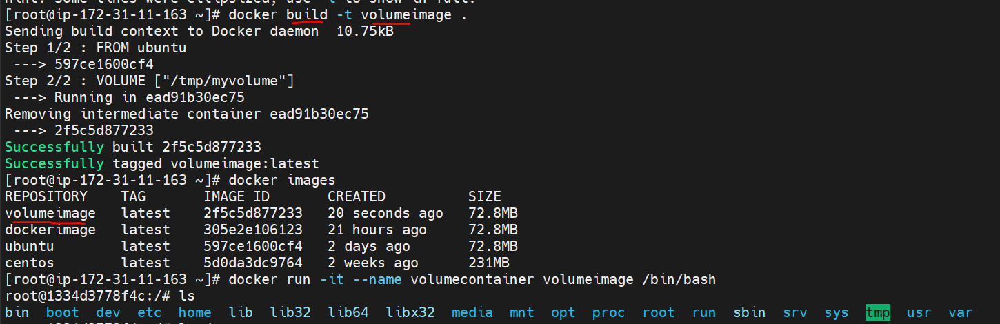 [root@ip-172-31-11-163 ~]# docker build -t volumeimage .
Sending build context to Docker daemon  10.75kB
Step 1/2 : FROM ubuntu
 ---> 597ce1600cf4
Step 2/2 : VOLUME ["/tmp/myvolume"]
 ---> Running in ead91b30ec75
Removing intermediate container ead91b30ec75
 ---> 2f5c5d877233
Successfully built 2f5c5d877233
Successfully tagged volumeimage:latest
[root@ip-172-31-11-163 ~]# docker images
REPOSITORY    TAG       IMAGE ID       CREATED          SIZE
volumeimage   latest    2f5c5d877233   20 seconds ago   72.8MB
dockerimage   latest    305e2e106123   21 hours ago     72.8MB
ubuntu        latest    597ce1600cf4   2 days ago       72.8MB
centos        latest    5d0da3dc9764   2 weeks ago      231MB
[root@ip-172-31-11-163 ~]# docker run -it --name volumecontainer volumeimage /bin/bash
root@1334d3778f4c:/# ls
bin  boot  dev  etc  home  lib  lib32  lib64  libx32  media  mnt  opt  proc  root  run  sbin  srv  sys  tmp  usr  var